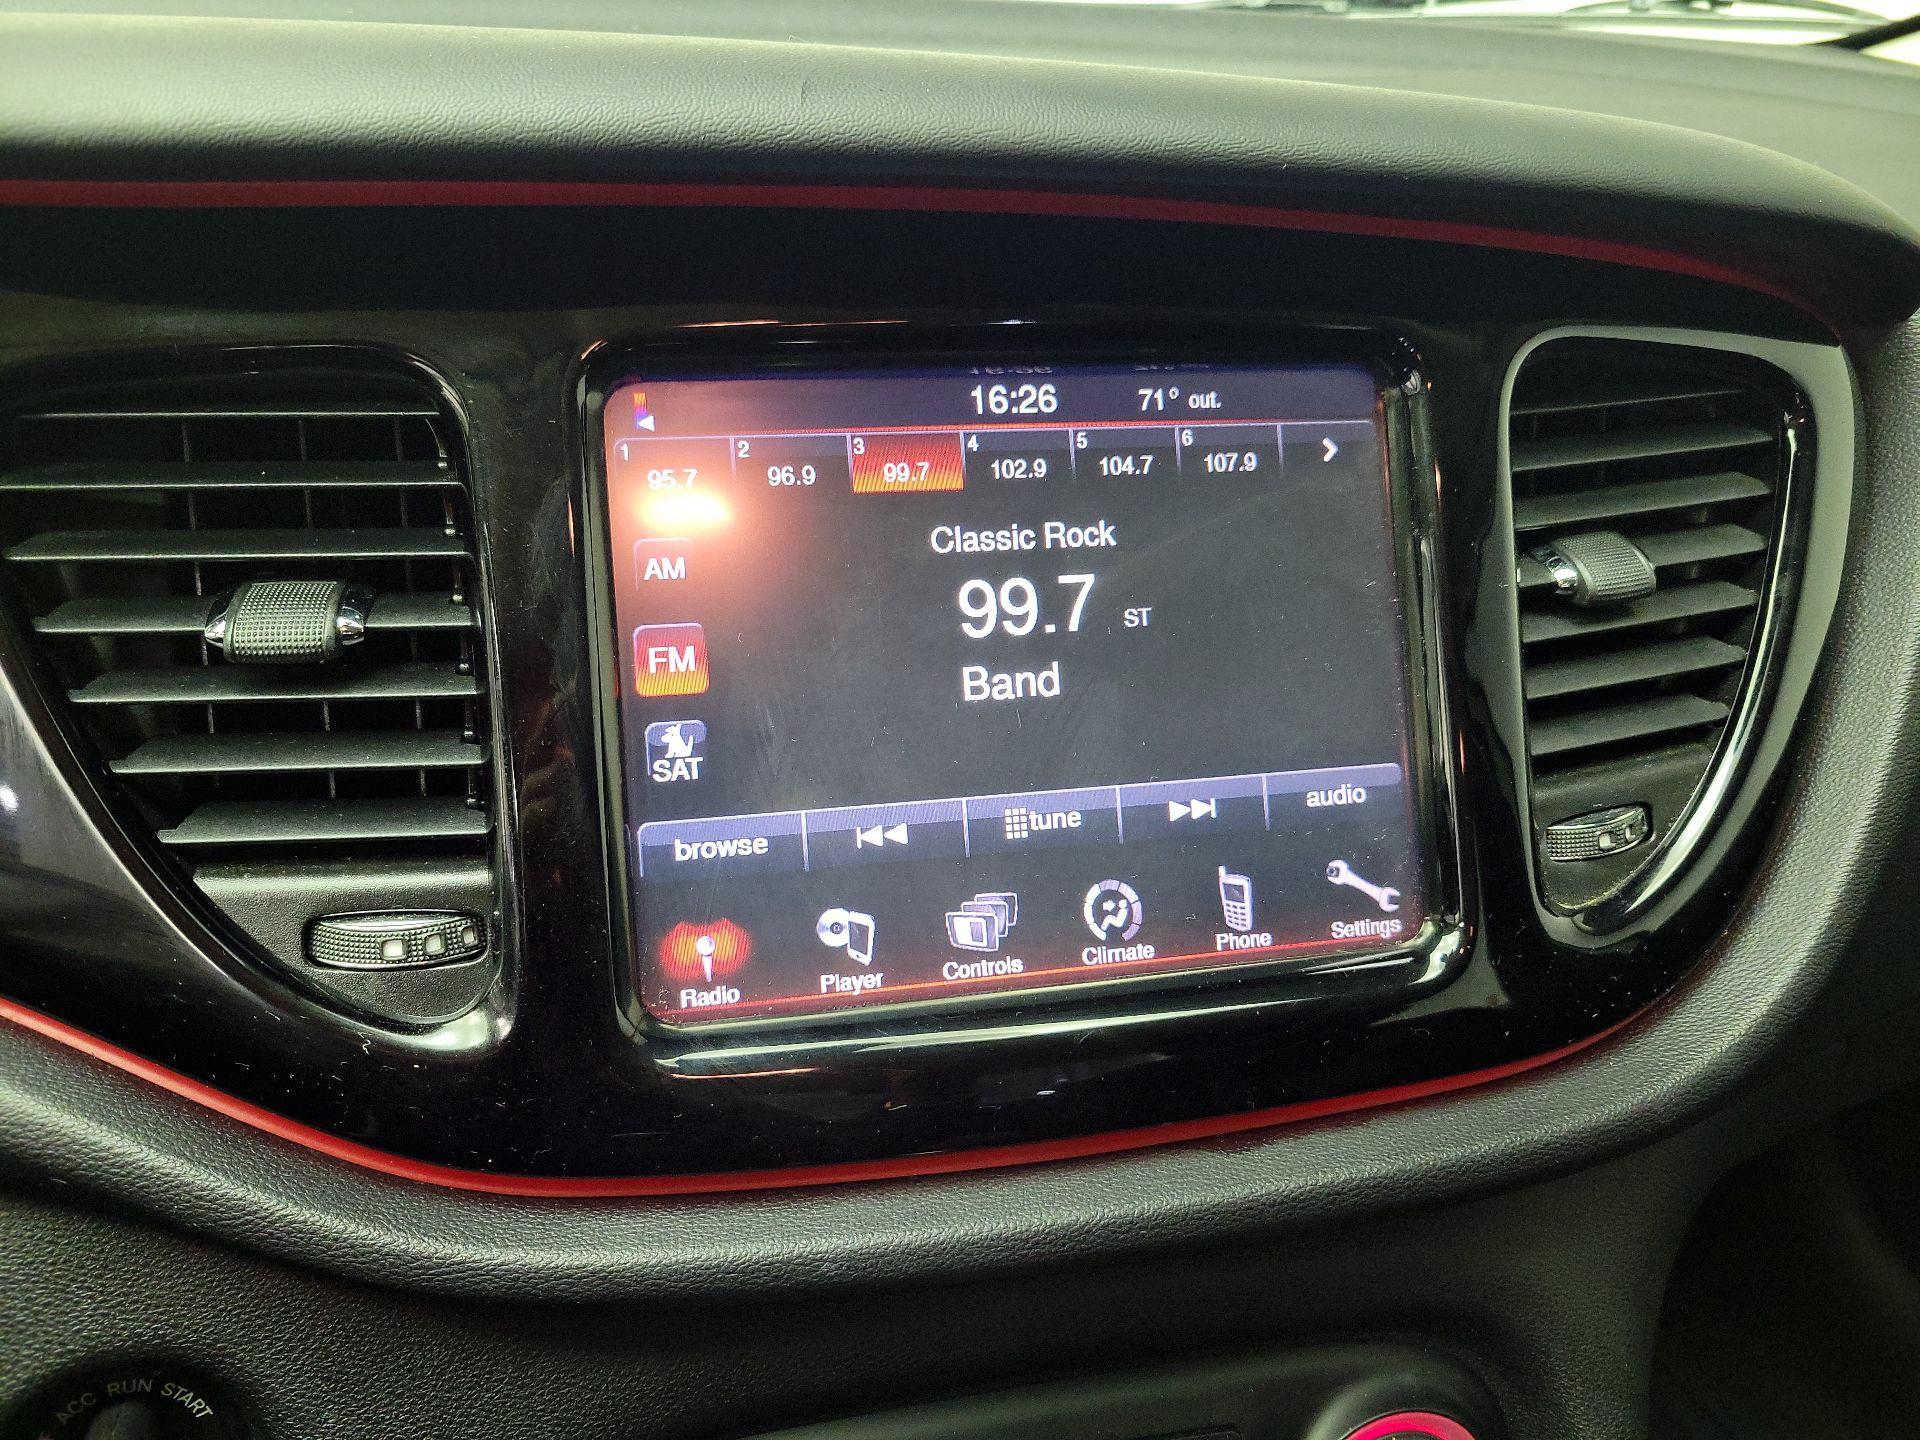 16:26 71° out.
1 2 3 4 5 6
95.7 96.9 99.7 102.9 104.7 107.9
Classic Rock
AM
99.7 ST
FM
Band
SAT
browse tune audio
Radio Player Controls Climate Phone Settings
ACC RUN START